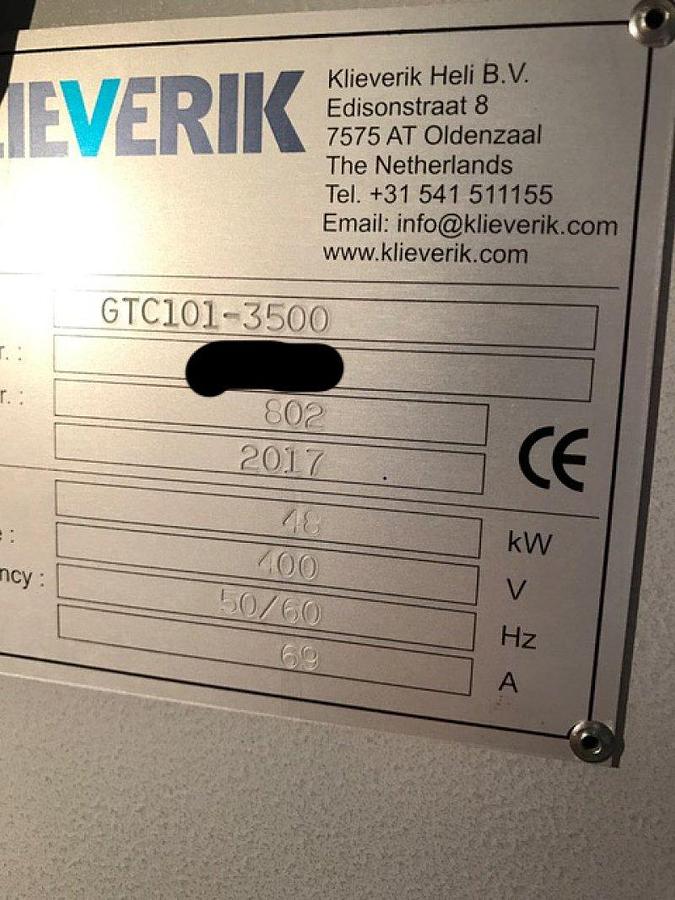 LIEVERIK
Klieverik Heli B.V.
Edisonstraat 8
7575 AT Oldenzaal
The Netherlands
Tel. +31 541 511155
Email: info@klieverik.com
www.klieverik.com
GTC101-3500
r. :
r. : 802
2017
48 kW
e : 400 V
ncy : 50/60 Hz
69 A
CE